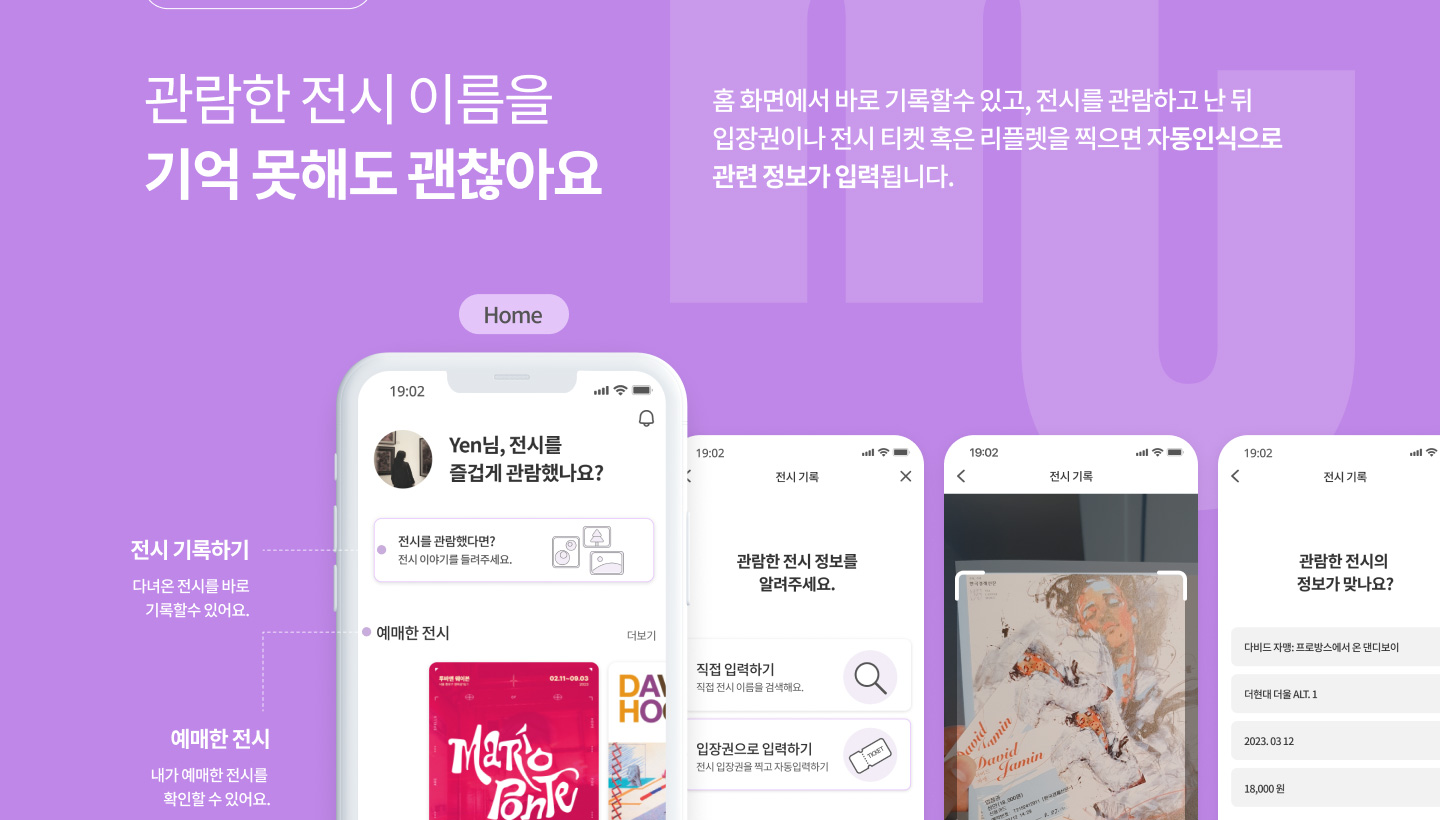 관람한 전시 이름을
기억 못해도 괜찮아요
홈 화면에서 바로 기록할수 있고, 전시를 관람하고 난 뒤
입장권이나 전시 티켓 혹은 리플렛을 찍으면 자동인식으로
관련 정보가 입력됩니다.
Home
19:02
Yen님, 전시를
즐겁게 관람했나요?
전시를 관람했다면?
전시 이야기를 들려주세요.
예매한 전시
더보기
02.11–09.03
2023
Mario
Ponte
DAV
HOC
전시 기록하기
다녀온 전시를 바로
기록할수 있어요.
예매한 전시
내가 예매한 전시를
확인할 수 있어요.
19:02
전시 기록
관람한 전시 정보를
알려주세요.
직접 입력하기
직접 전시 이름을 검색해요.
입장권으로 입력하기
전시 입장권을 찍고 자동입력하기
TICKET
19:02
전시 기록
David
Jamin
David
Jamin
입장권
19:02
전시 기록
관람한 전시의
정보가 맞나요?
다비드 자맹: 프로방스에서 온 댄디보이
더현대 더울 ALT. 1
2023. 03 12
18,000 원